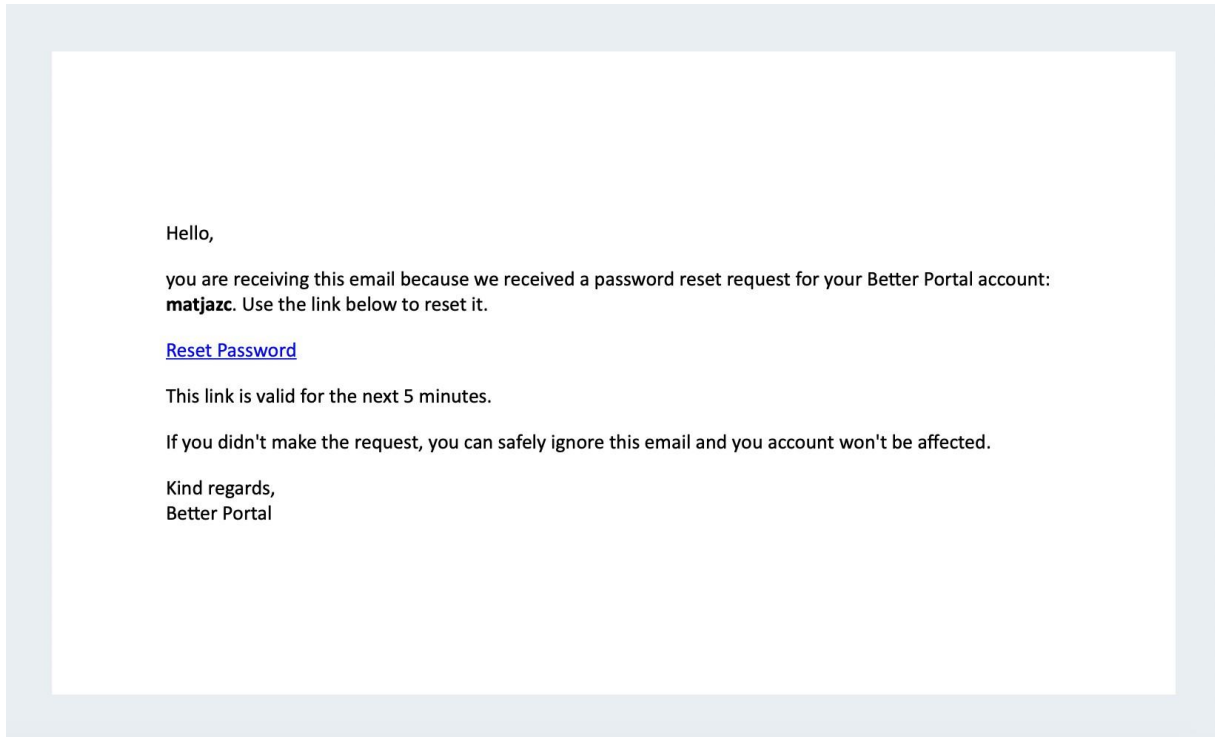 Hello,
you are receiving this email because we received a password reset request for your Better Portal account:
matjazc. Use the link below to reset it.
Reset Password
This link is valid for the next 5 minutes.
If you didn't make the request, you can safely ignore this email and you account won't be affected.
Kind regards,
Better Portal